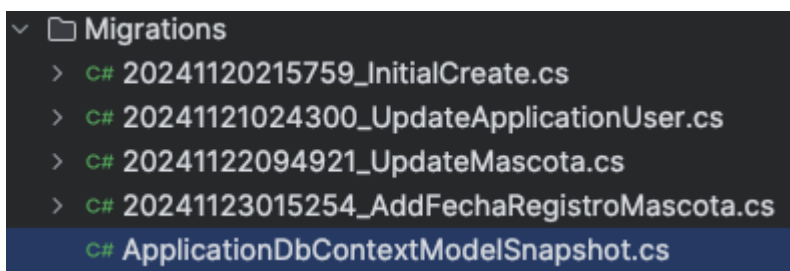 Migrations
C# 20241120215759_InitialCreate.cs
C# 20241121024300_UpdateApplicationUser.cs
C# 20241122094921_UpdateMascota.cs
C# 20241123015254_AddFechaRegistroMascota.cs
C# ApplicationDbContextModelSnapshot.cs